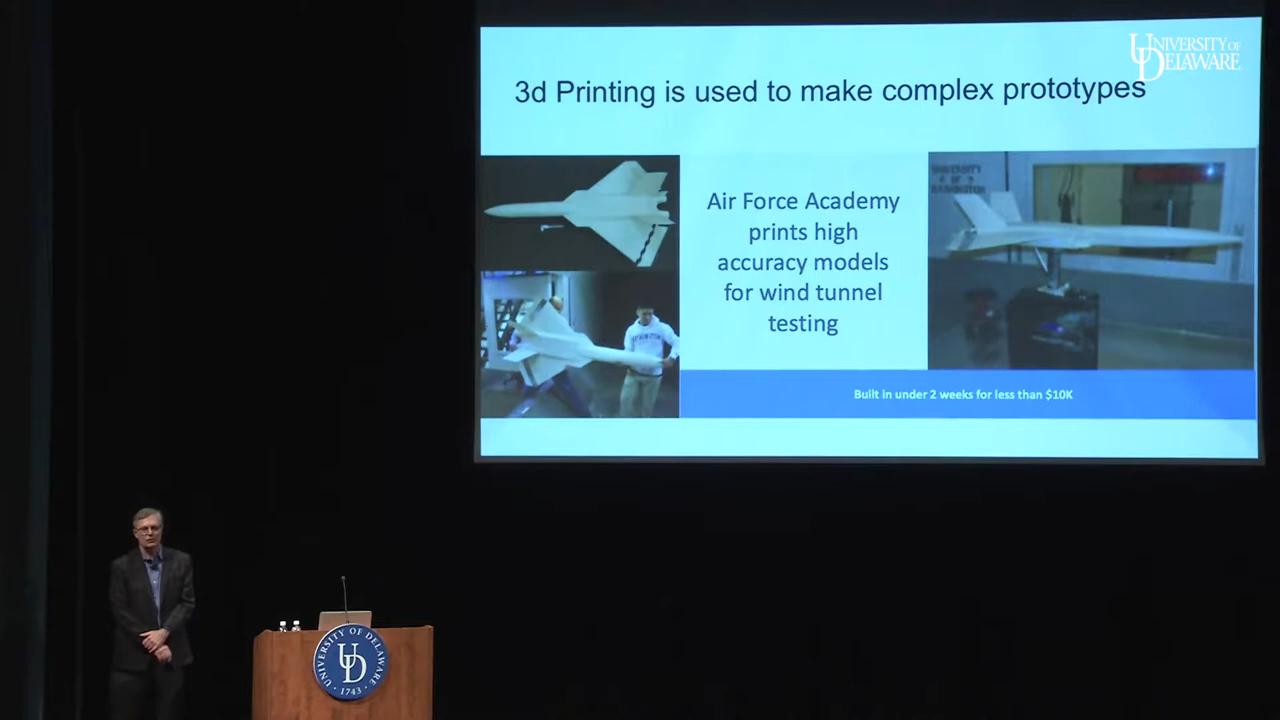 UNIVERSITY OF
DELAWARE
3d Printing is used to make complex prototypes
Air Force Academy
prints high
accuracy models
for wind tunnel
testing
Built in under 2 weeks for less than $10K
UNIVERSITY OF DELAWARE
UD
1743